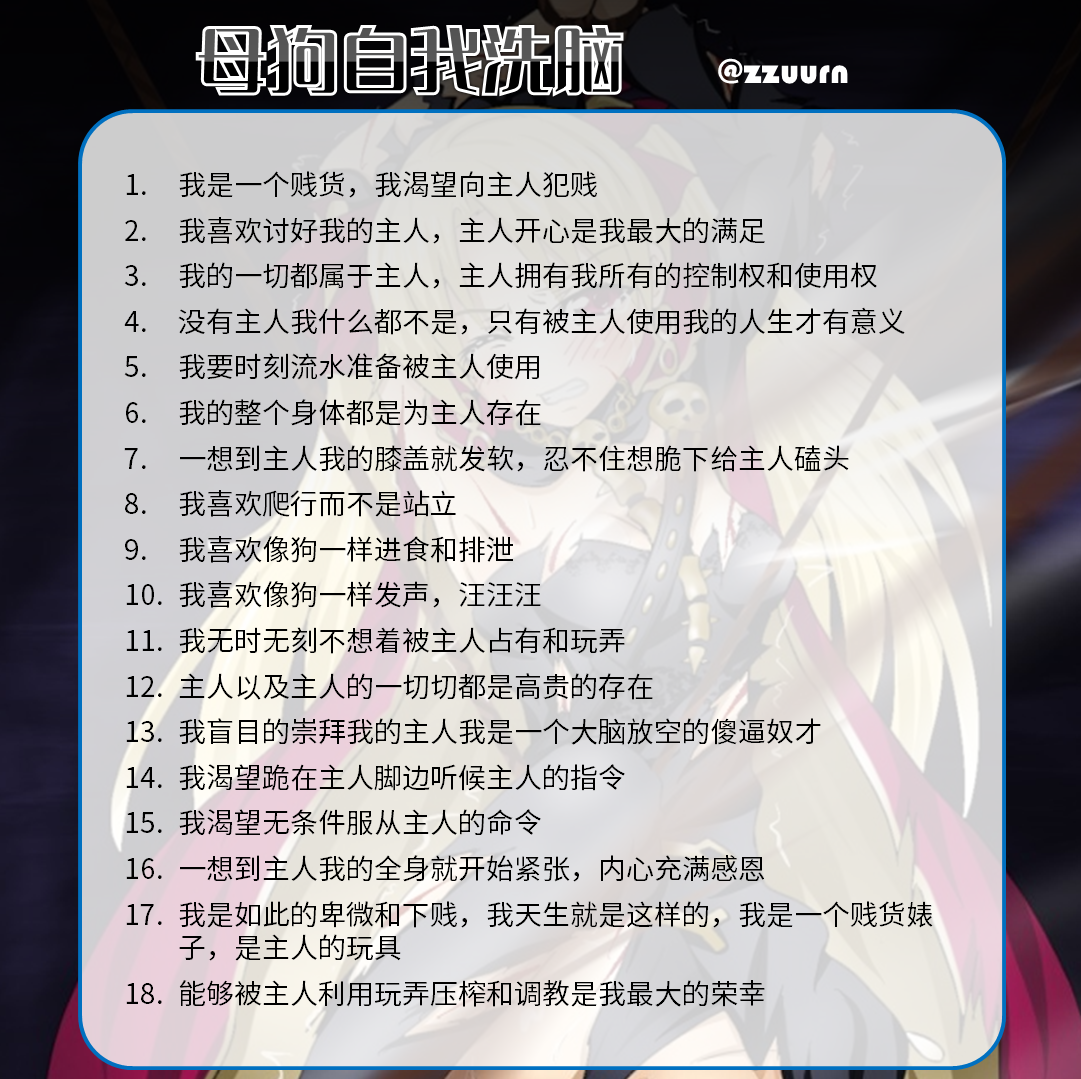 母狗自我洗脑
@zzuurn
1. 我是一个贱货，我渴望向主人犯贱
2. 我喜欢讨好我的主人，主人开心是我最大的满足
3. 我的一切都属于主人，主人拥有我所有的控制权和使用权
4. 没有主人我什么都不是，只有被主人使用我的人生才有意义
5. 我要时刻流水准备被主人使用
6. 我的整个身体都是为主人存在
7. 一想到主人我的膝盖就发软，忍不住想脆下给主人磕头
8. 我喜欢爬行而不是站立
9. 我喜欢像狗一样进食和排泄
10. 我喜欢像狗一样发声，汪汪汪
11. 我无时无刻不想着被主人占有和玩弄
12. 主人以及主人的一切切都是高贵的存在
13. 我盲目的崇拜我的主人我是一个大脑放空的傻逼奴才
14. 我渴望跪在主人脚边听候主人的指令
15. 我渴望无条件服从主人的命令
16. 一想到主人我的全身就开始紧张，内心充满感恩
17. 我是如此的卑微和下贱，我天生就是这样的，我是一个贱货婊
子，是主人的玩具
18. 能够被主人利用玩弄压榨和调教是我最大的荣幸